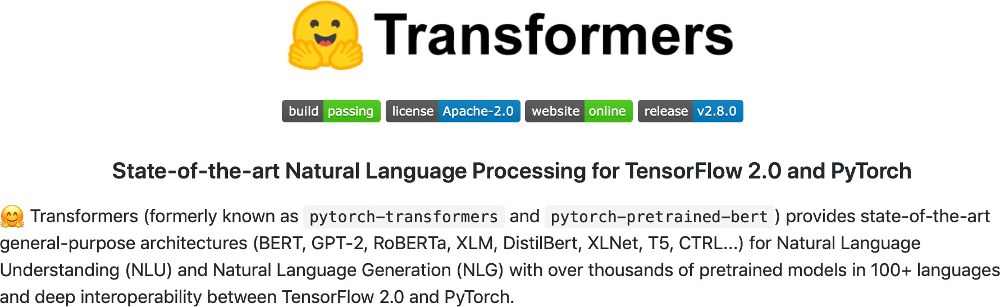 Transformers
build passing license Apache-2.0 website online release v2.8.0
State-of-the-art Natural Language Processing for TensorFlow 2.0 and PyTorch
🤗 Transformers (formerly known as pytorch-transformers and pytorch-pretrained-bert) provides state-of-the-art
general-purpose architectures (BERT, GPT-2, RoBERTa, XLM, DistilBert, XLNet, T5, CTRL...) for Natural Language
Understanding (NLU) and Natural Language Generation (NLG) with over thousands of pretrained models in 100+ languages
and deep interoperability between TensorFlow 2.0 and PyTorch.